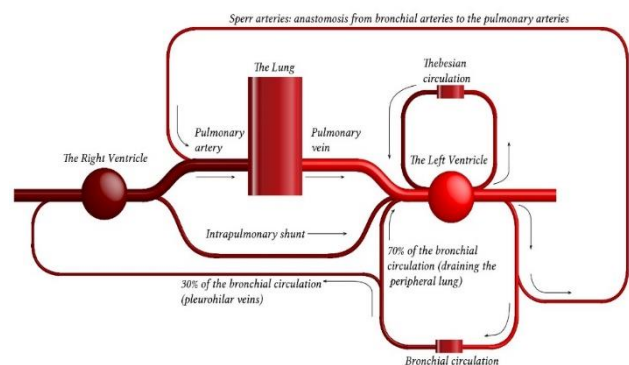 Sperr arteries: anastomosis from bronchial arteries to the pulmonary arteries
The Lung
Thebesian
circulation
Pulmonary
artery
Pulmonary
vein
The Right Ventricle
The Left Ventricle
Intrapulmonary shunt
70% of the bronchial
circulation (draining the
peripheral lung)
30% of the bronchial circulation
(pleurohilar veins)
Bronchial circulation